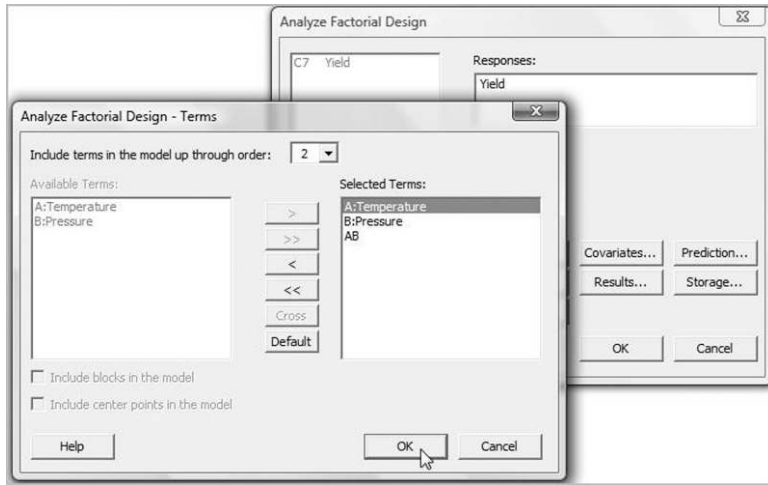 Analyze Factorial Design
C7 Yield
Responses:
Yield
Analyze Factorial Design - Terms
Include terms in the model up through order: 2
Available Terms:
A:Temperature
B:Pressure
>
>>
<
<<
Cross
Default
Selected Terms:
A:Temperature
B:Pressure
AB
Include blocks in the model
Include center points in the model
Help
OK
Cancel
Covariates...
Prediction...
Results...
Storage...
OK
Cancel